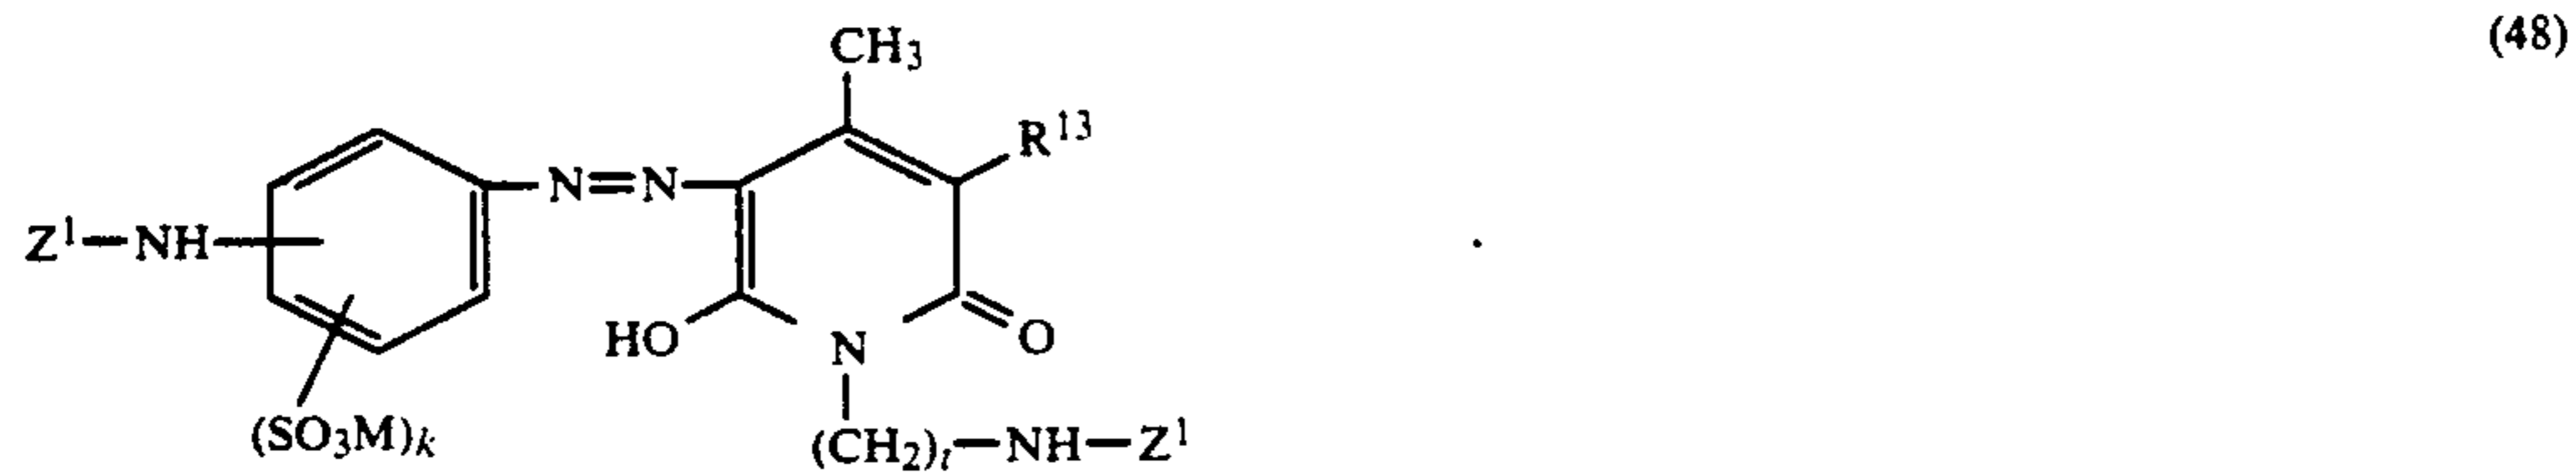 (48)
CH3
R13
N=N
Z1—NH
HO
N
O
(SO3M)k
(CH2)t—NH—Z1